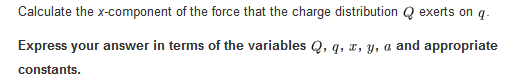 Calculate the x-component of the force that the charge distribution Q exerts on q.
Express your answer in terms of the variables Q, q, x, y, a and appropriate
constants.